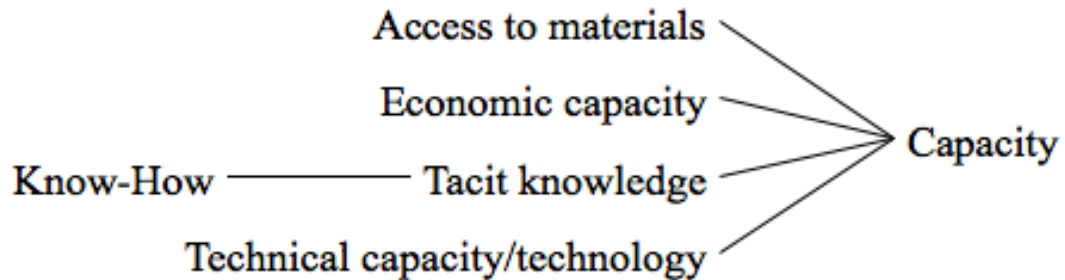 Access to materials
Economic capacity
Capacity
Know-How
Tacit knowledge
Technical capacity/technology